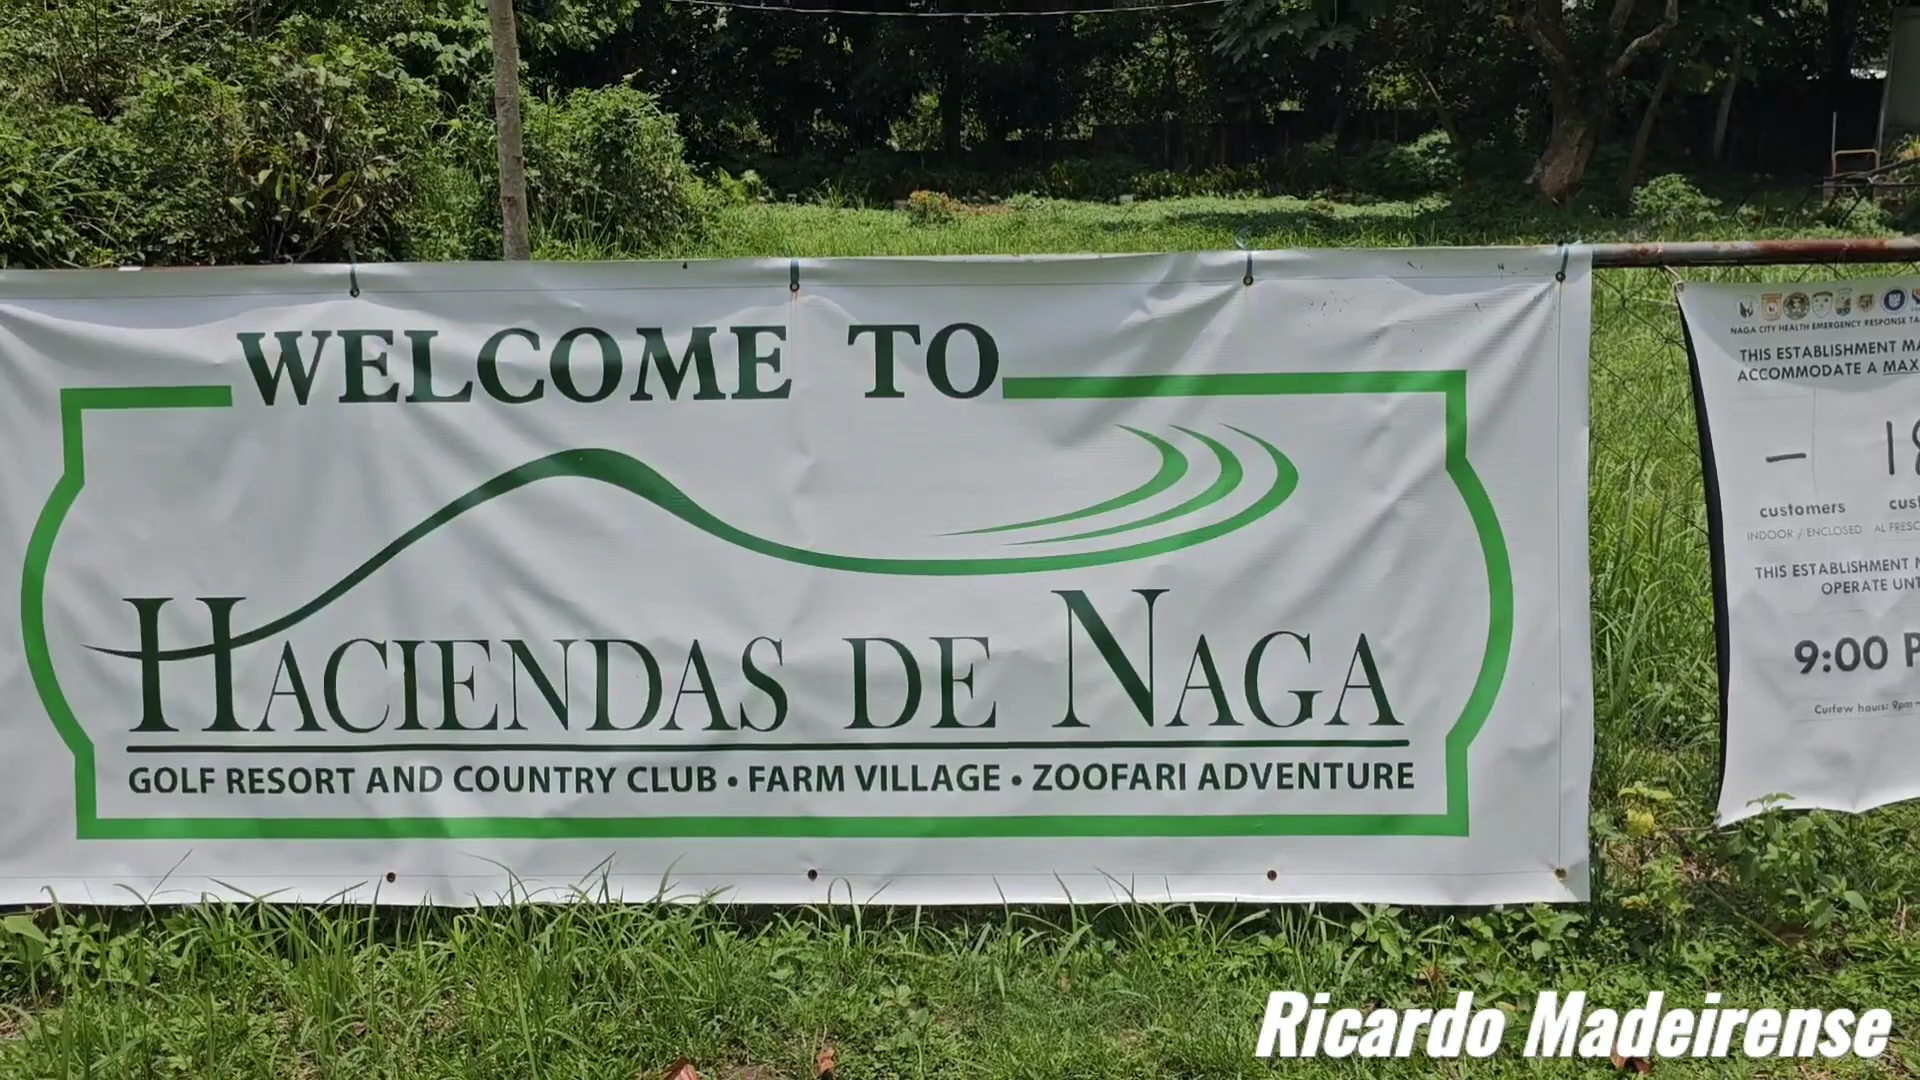 WELCOME TO
HACIENDAS DE NAGA
GOLF RESORT AND COUNTRY CLUB • FARM VILLAGE • ZOOFARI ADVENTURE
NAGA CITY HEALTH EMERGENCY RESPONSE
THIS ESTABLISHMENT
ACCOMMODATE A
–
customers
INDOOR / ENCLOSED
THIS ESTABLISHMENT
OPERATE
9:00
Curfew hours: 9pm –
Ricardo Madeirense